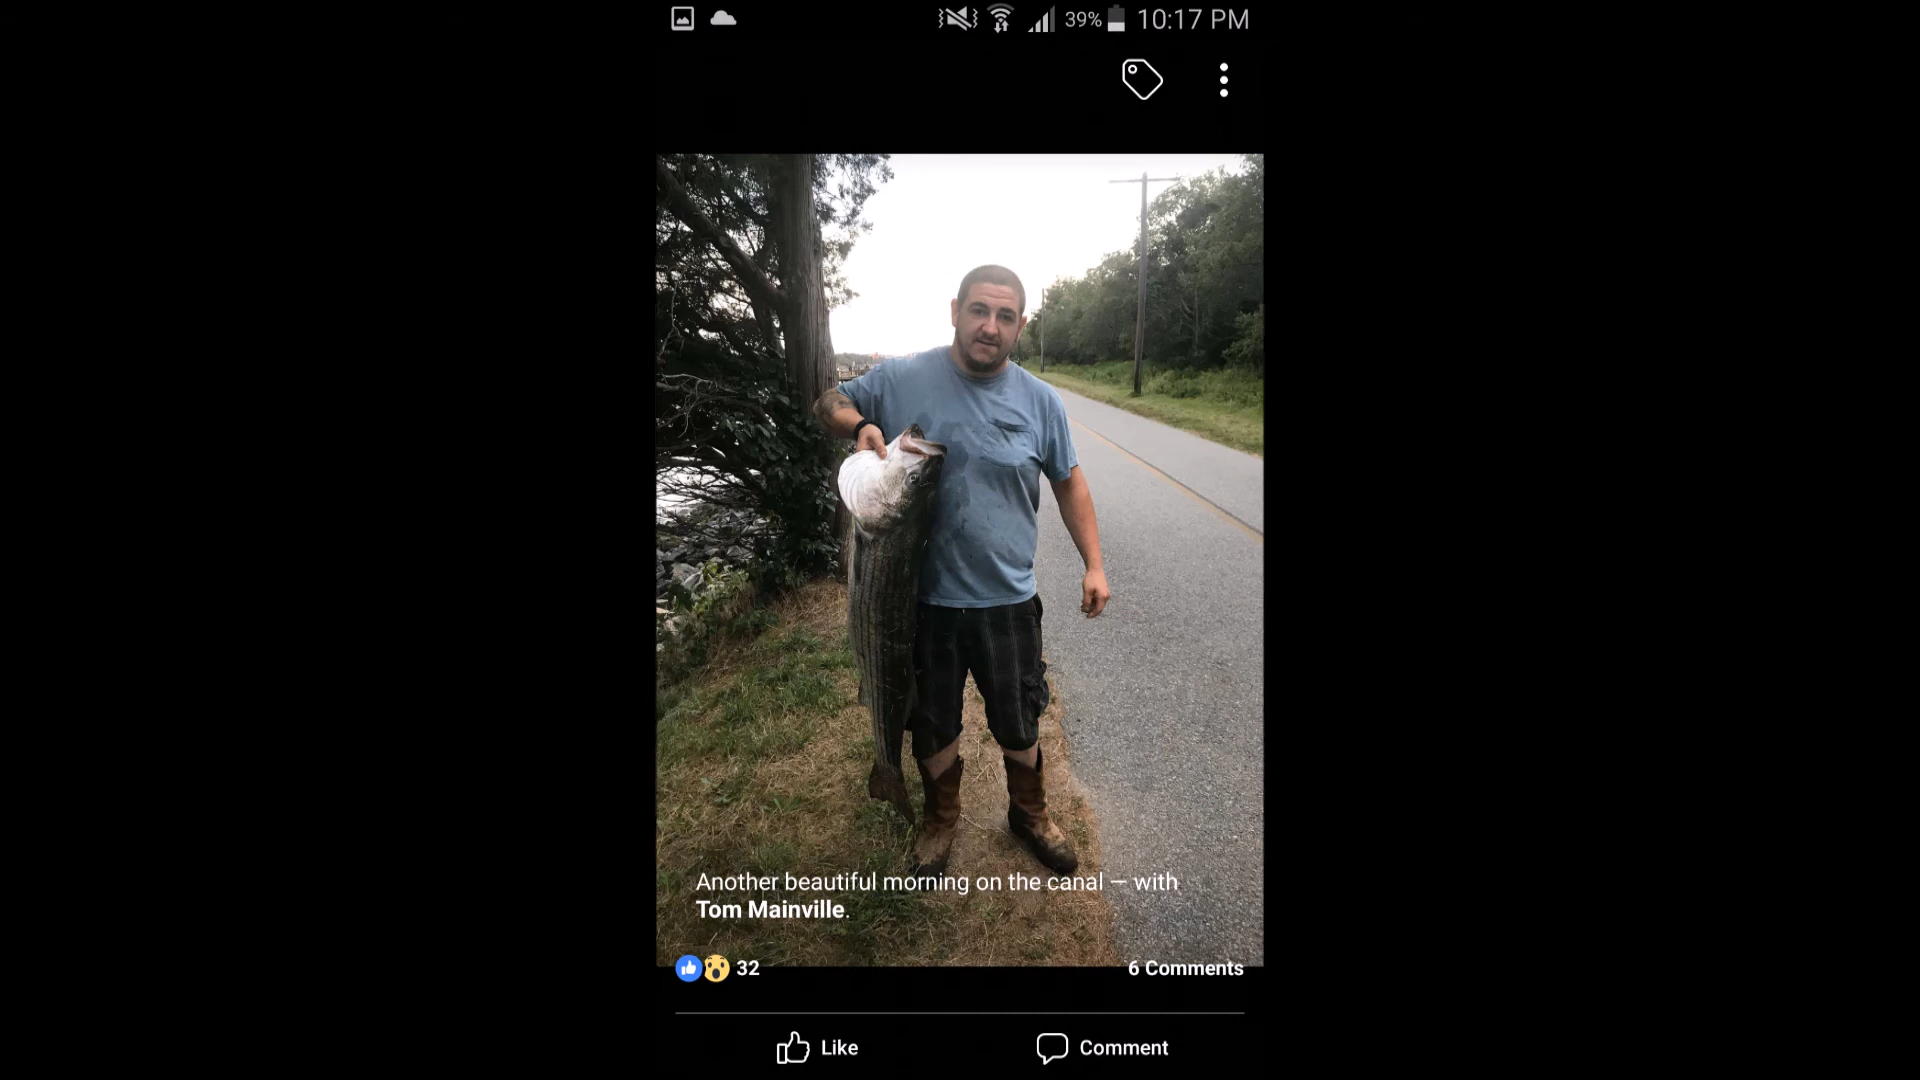 39% 10:17 PM
Another beautiful morning on the canal — with
Tom Mainville.
32 6 Comments
Like Comment